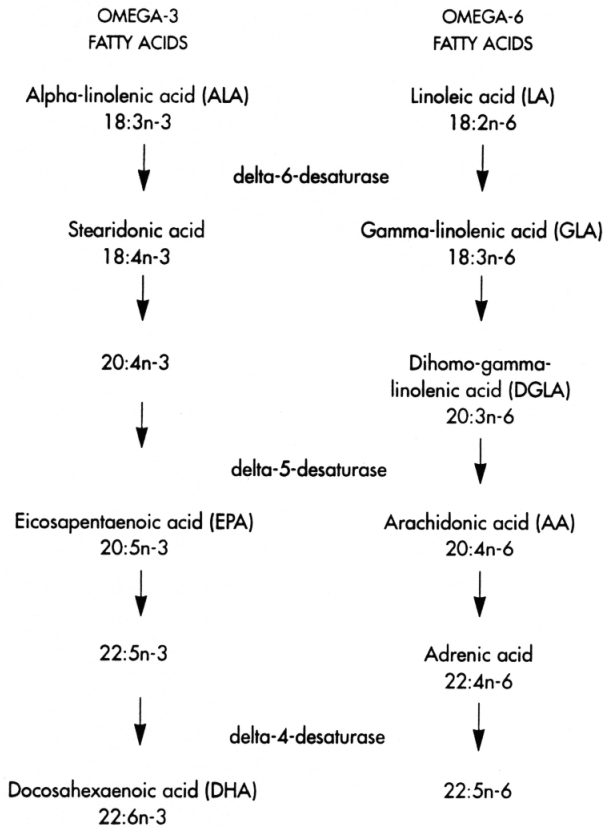 OMEGA-3
FATTY ACIDS
OMEGA-6
FATTY ACIDS
Alpha-linolenic acid (ALA)
18:3n-3
Linoleic acid (LA)
18:2n-6
delta-6-desaturase
Stearidonic acid
18:4n-3
Gamma-linolenic acid (GLA)
18:3n-6
20:4n-3
Dihomo-gamma-
linolenic acid (DGLA)
20:3n-6
delta-5-desaturase
Eicosapentaenoic acid (EPA)
20:5n-3
Arachidonic acid (AA)
20:4n-6
22:5n-3
Adrenic acid
22:4n-6
delta-4-desaturase
Docosahexaenoic acid (DHA)
22:6n-3
22:5n-6